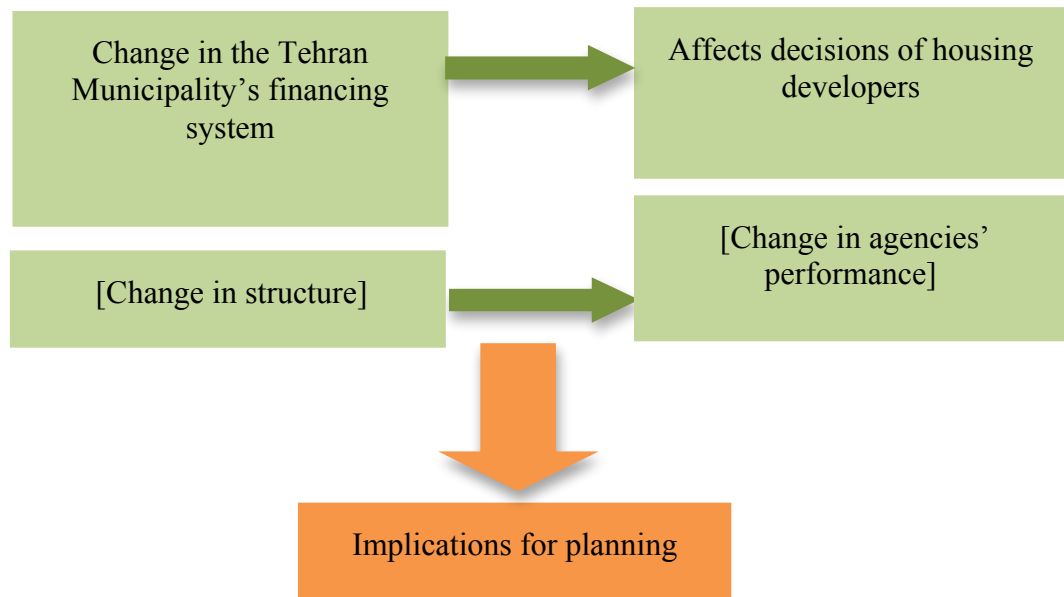 Change in the Tehran
Municipality’s financing
system
Affects decisions of housing
developers
[Change in structure]
[Change in agencies’
performance]
Implications for planning